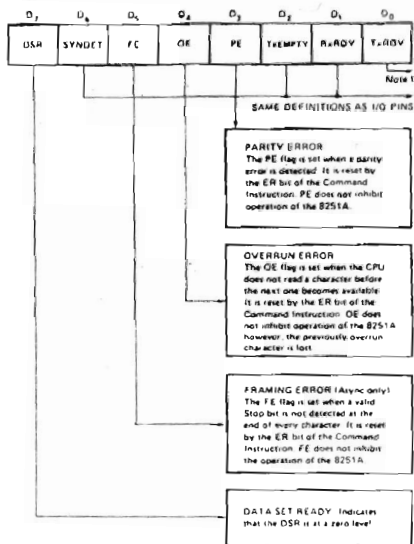 D7 D6 D5 D4 D3 D2 D1 D0
DSR SYNDET FE OE PE TxEMPTY RxRDY TxRDY
Note 1
SAME DEFINITIONS AS I/O PINS
PARITY ERROR
The PE flag is set when a parity
error is detected. It is reset by
the ER bit of the Command
Instruction. PE does not inhibit
operation of the 8251A.
OVERRUN ERROR
The OE flag is set when the CPU
does not read a character before
the next one becomes available.
It is reset by the ER bit of the
Command Instruction. OE does
not inhibit operation of the 8251A
however, the previously overrun
character is lost.
FRAMING ERROR (Async only)
The FE flag is set when a valid
Stop bit is not detected at the
end of every character. It is reset
by the ER bit of the Command
Instruction. FE does not inhibit
the operation of the 8251A.
DATA SET READY: Indicates
that the DSR is at a zero level.